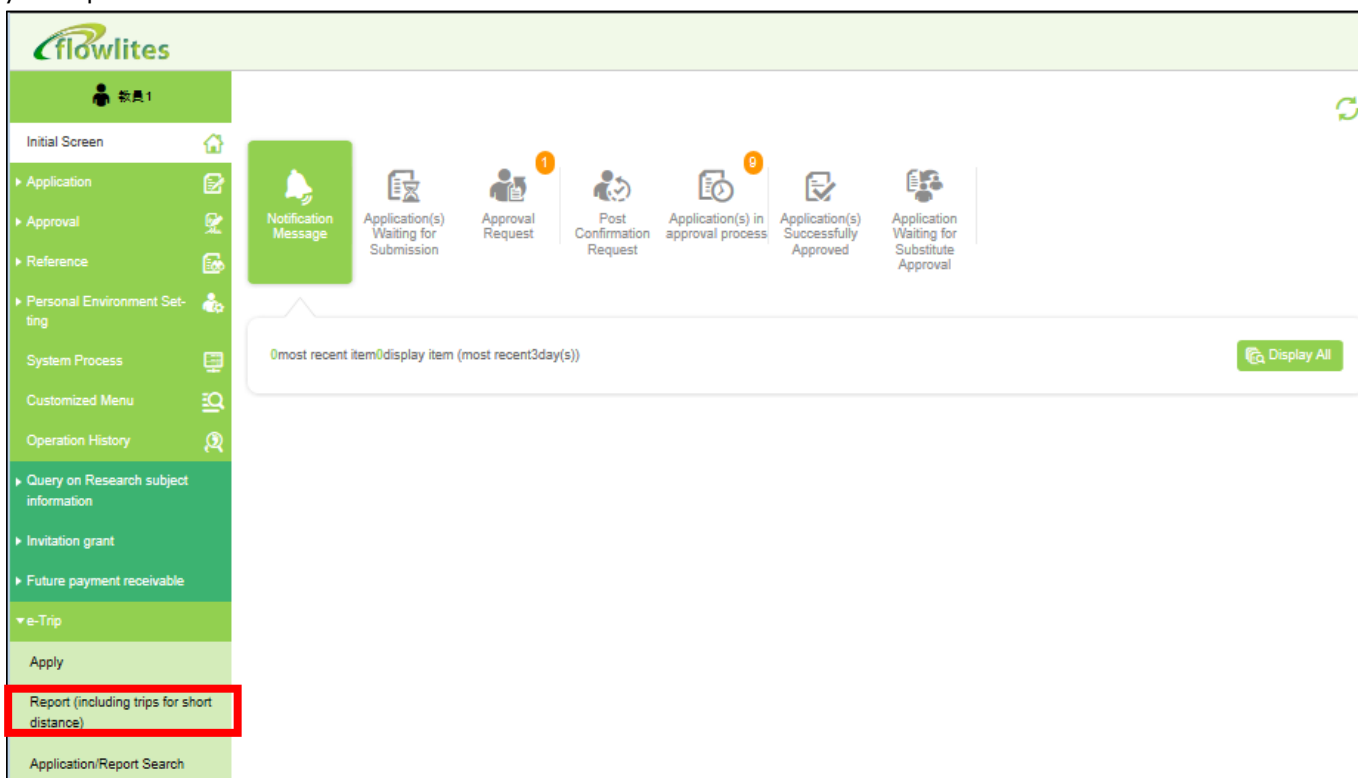 flowlites
教員1
Initial Screen
Application
Approval
Reference
Personal Environment Set-
ting
System Process
Customized Menu
Operation History
Query on Research subject
information
Invitation grant
Future payment receivable
e-Trip
Apply
Report (including trips for short
distance)
Application/Report Search
Notification
Message
Application(s)
Waiting for
Submission
1
Approval
Request
Post
Confirmation
Request
9
Application(s) in
approval process
Application(s)
Successfully
Approved
Application
Waiting for
Substitute
Approval
0most recent item0display item (most recent3day(s))
Display All